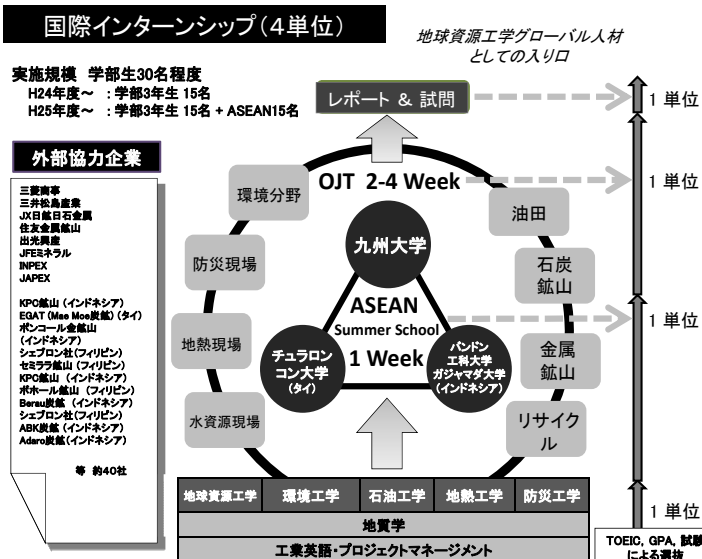 国際インターンシップ(4単位)
地球資源工学グローバル人材
としての入り口
実施規模 学部生30名程度
H24年度~ :学部3年生 15名
H25年度~ :学部3年生 15名 + ASEAN15名
レポート & 試問
1 単位
外部協力企業
三菱商事
三井松島産業
JX日鉱日石金属
住友金属鉱山
出光興産
JFEミネラル
INPEX
JAPEX
KPC鉱山 (インドネシア)
EGAT (Mae Moe炭鉱) (タイ)
ポンコール金鉱山
(インドネシア)
シェブロン社(フィリピン)
セミララ鉱山 (フィリピン)
KPC鉱山 (インドネシア)
ボホール鉱山 (フィリピン)
Berau炭鉱 (インドネシア)
シェブロン社(フィリピン)
ABK炭鉱 (インドネシア)
Adaro炭鉱(インドネシア)
等 約40社
OJT 2-4 Week
1 単位
環境分野
防災現場
地熱現場
水資源現場
油田
石炭
鉱山
金属
鉱山
リサイク
ル
九州大学
ASEAN
Summer School
1 Week
チュラロン
コン大学
(タイ)
バンドン
工科大学
ガジャマダ大学
(インドネシア)
1 単位
地球資源工学
環境工学
石油工学
地熱工学
防災工学
地質学
工業英語・プロジェクトマネージメント
1 単位
TOEIC, GPA, 試験
による選抜